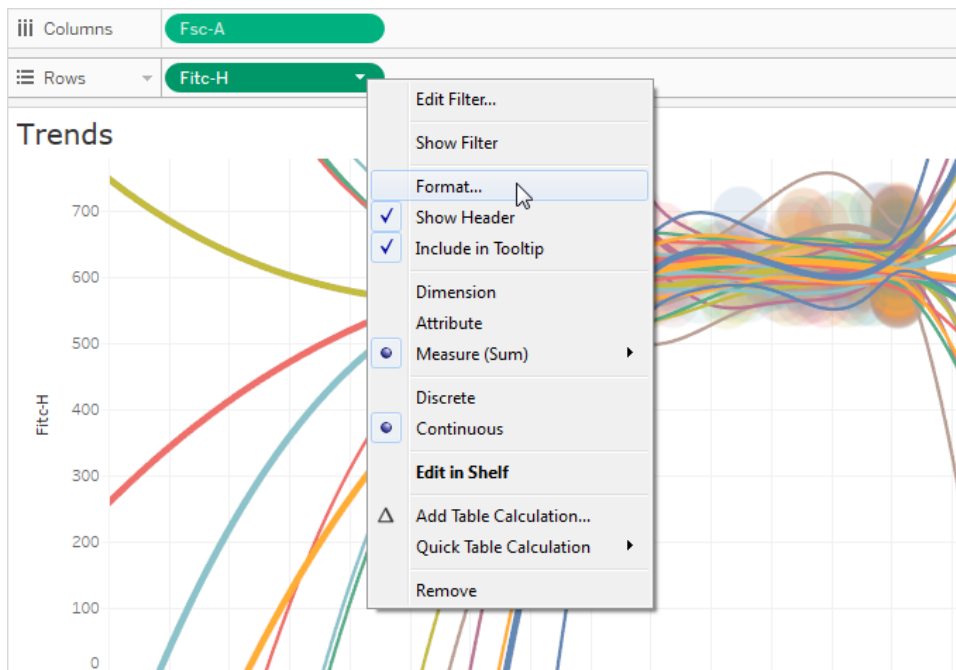 Columns
Fsc-A
Rows
Fitc-H
Trends
Edit Filter...
Show Filter
Format...
Show Header
Include in Tooltip
Dimension
Attribute
Measure (Sum)
Discrete
Continuous
Edit in Shelf
Add Table Calculation...
Quick Table Calculation
Remove
Fitc-H
700
600
500
400
300
200
100
0